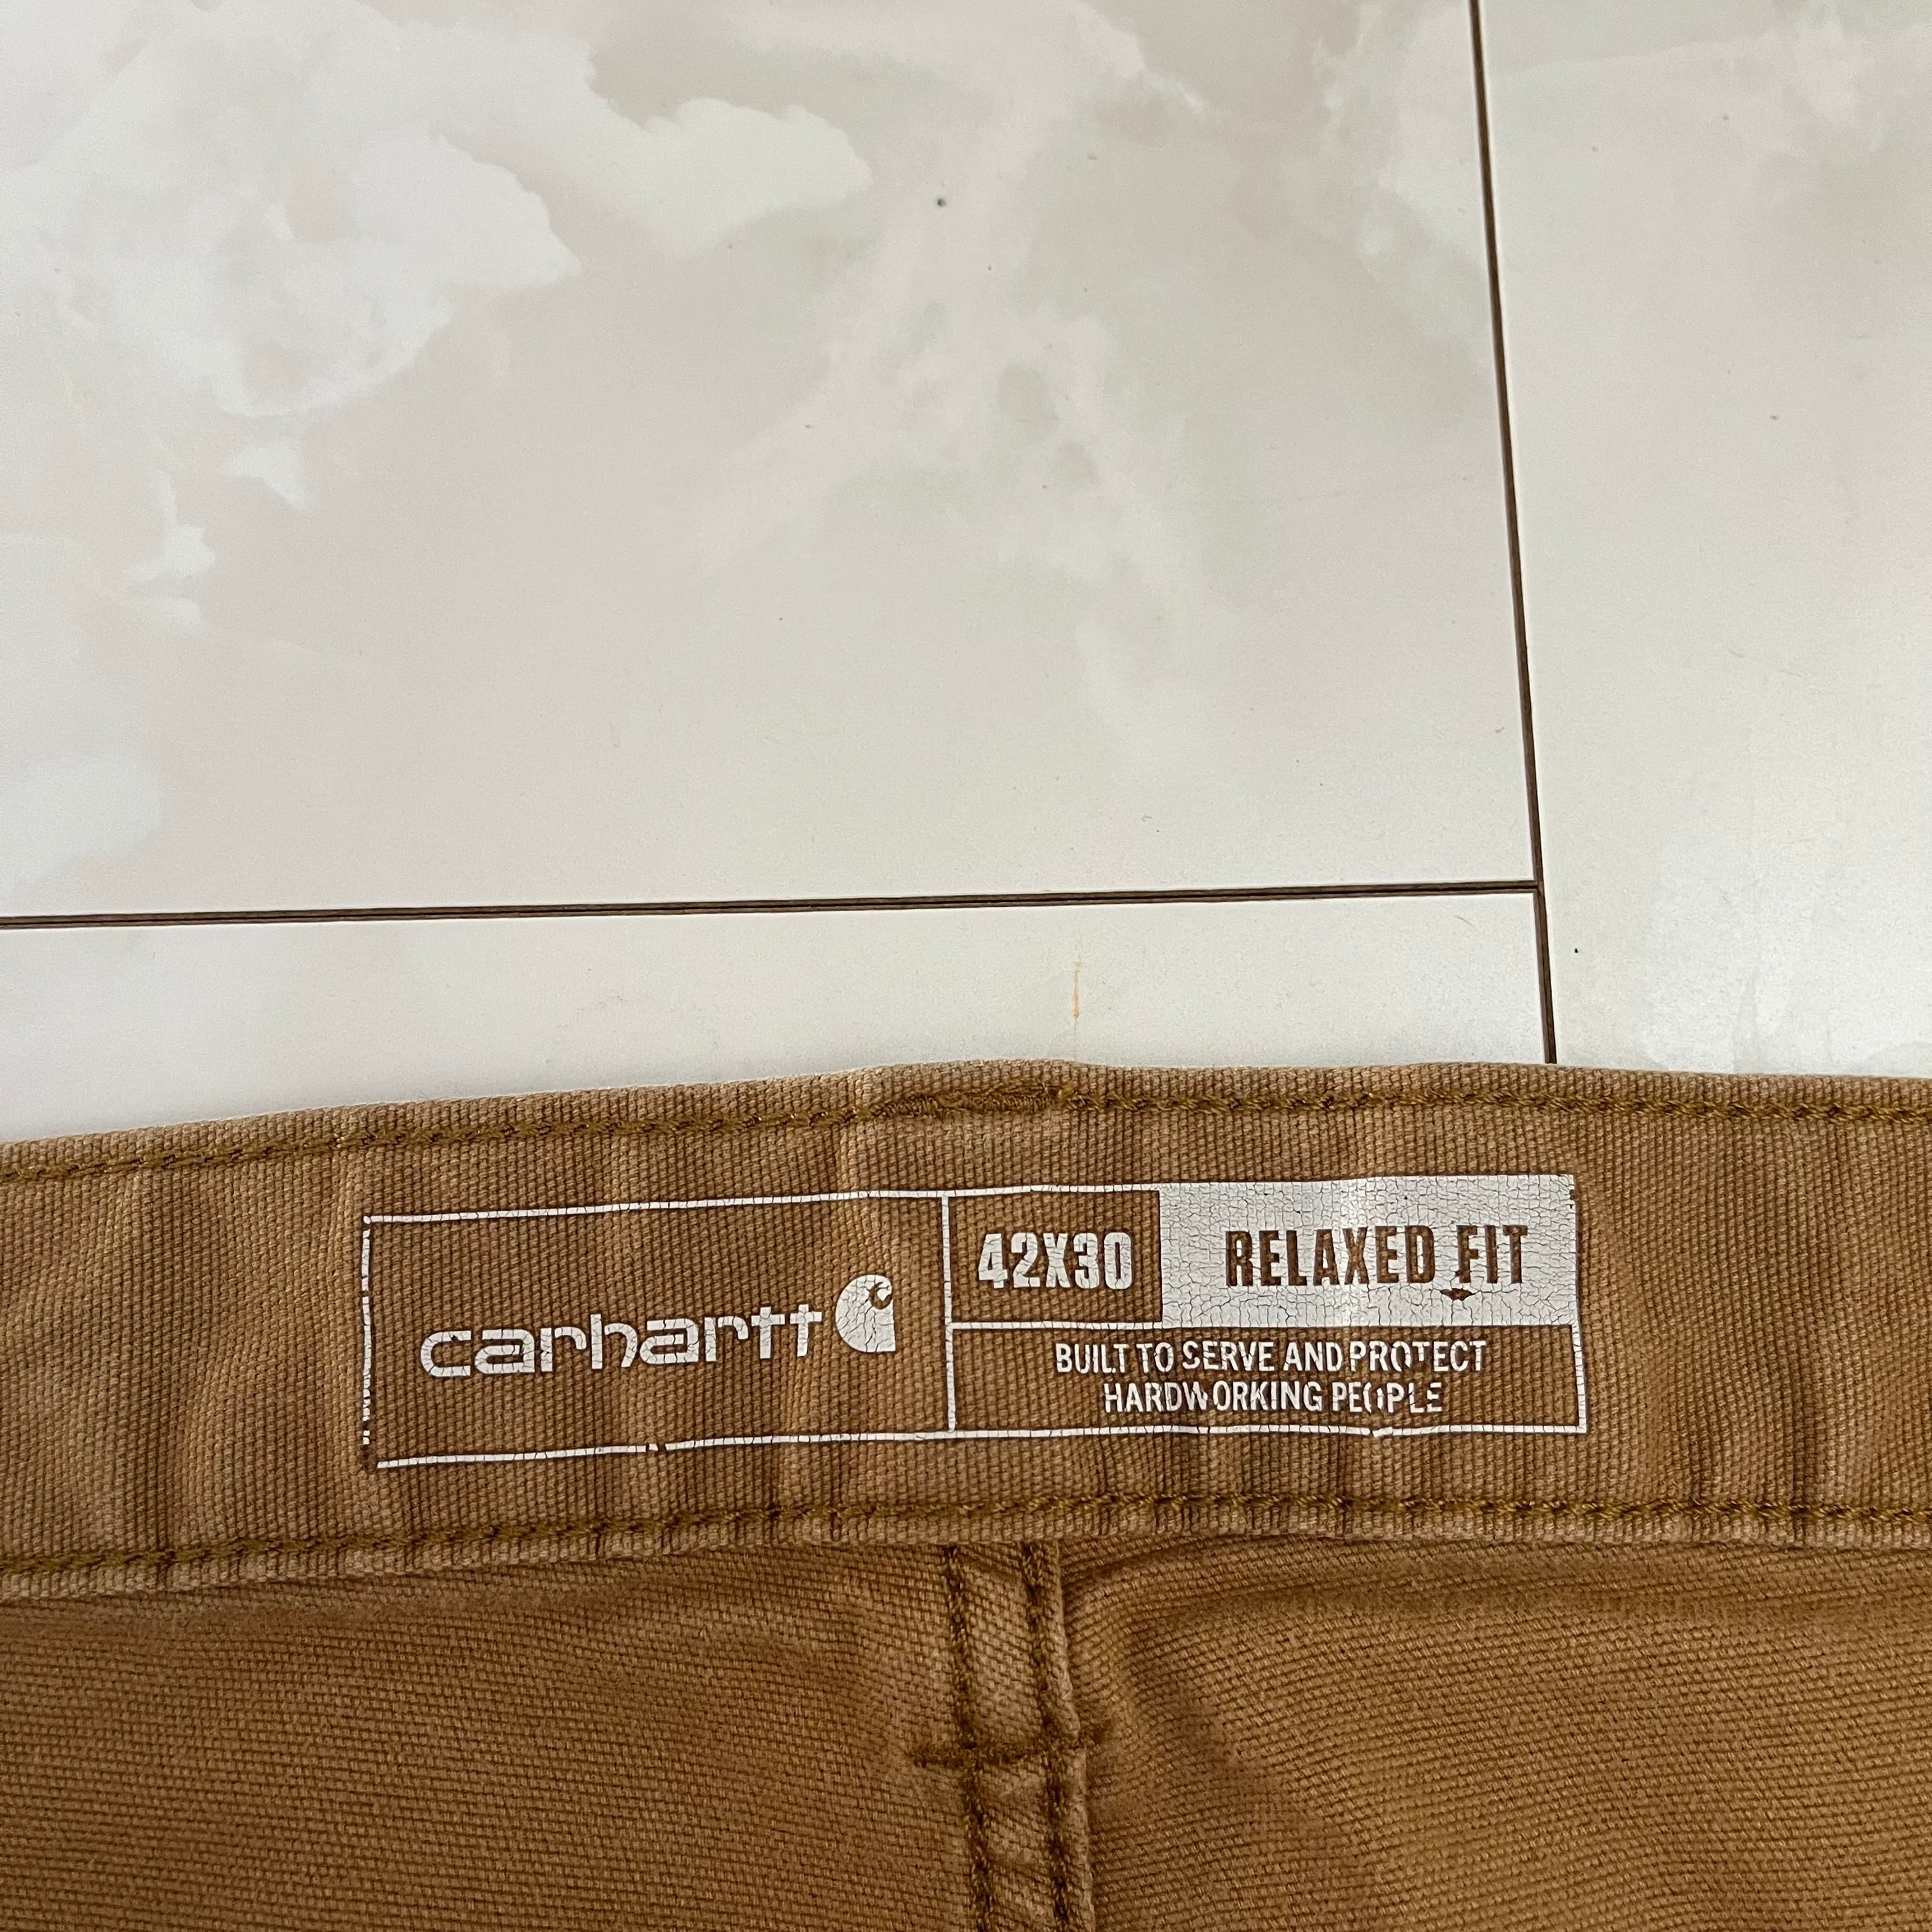 carhartt
42X30
RELAXED FIT
BUILT TO SERVE AND PROTECT
HARDWORKING PEOPLE